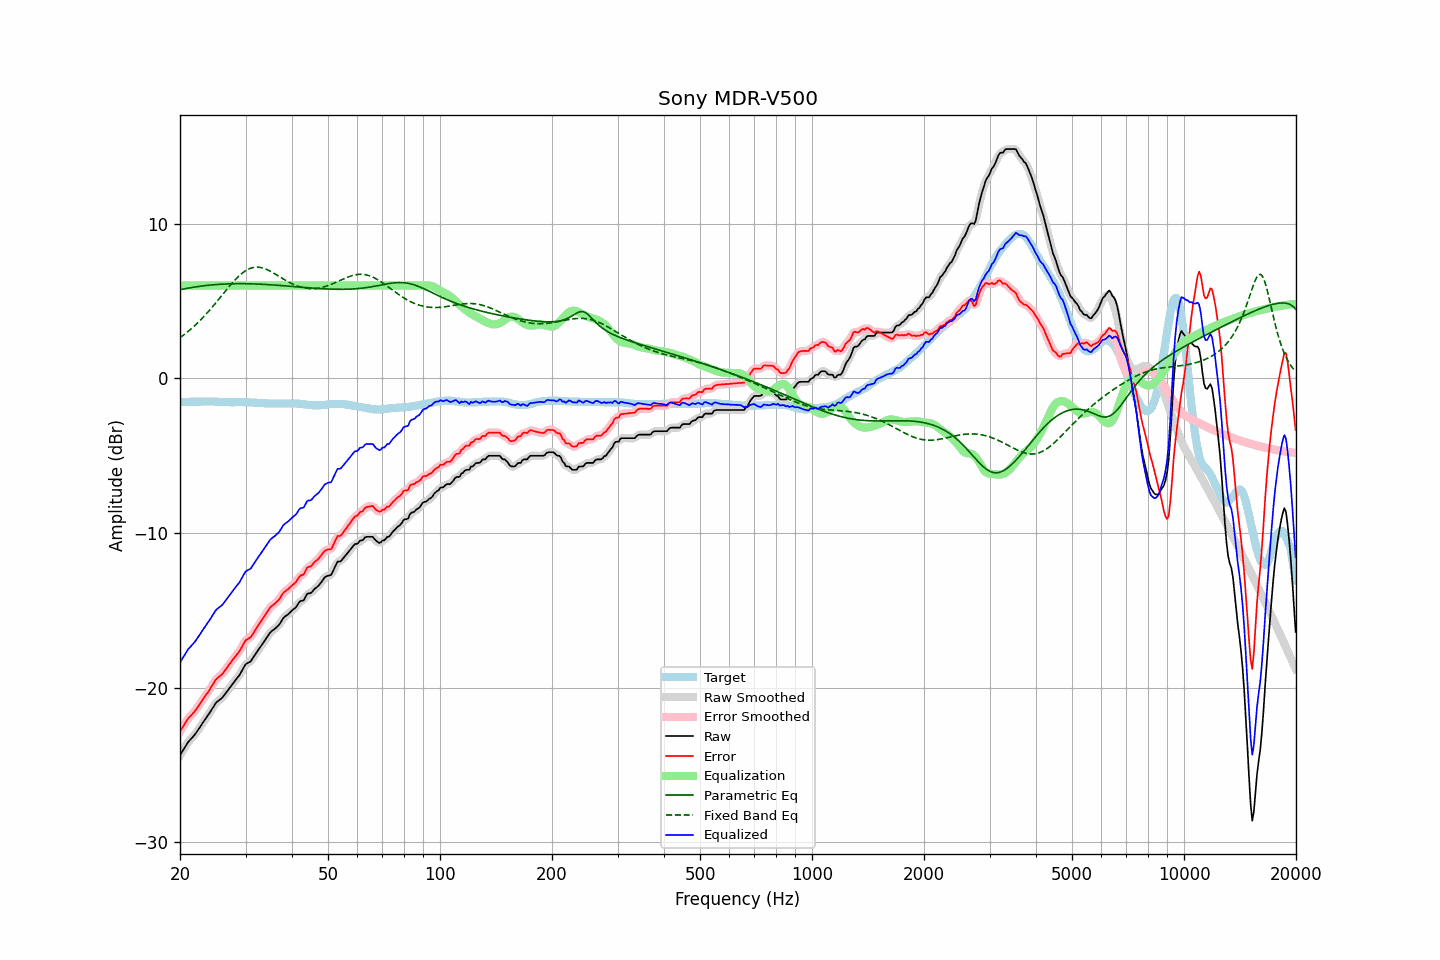 Sony MDR-V500
Amplitude (dBr)
10
0
−10
−20
−30
Target
Raw Smoothed
Error Smoothed
Raw
Error
Equalization
Parametric Eq
Fixed Band Eq
Equalized
20 50 100 200 500 1000 2000 5000 10000 20000
Frequency (Hz)